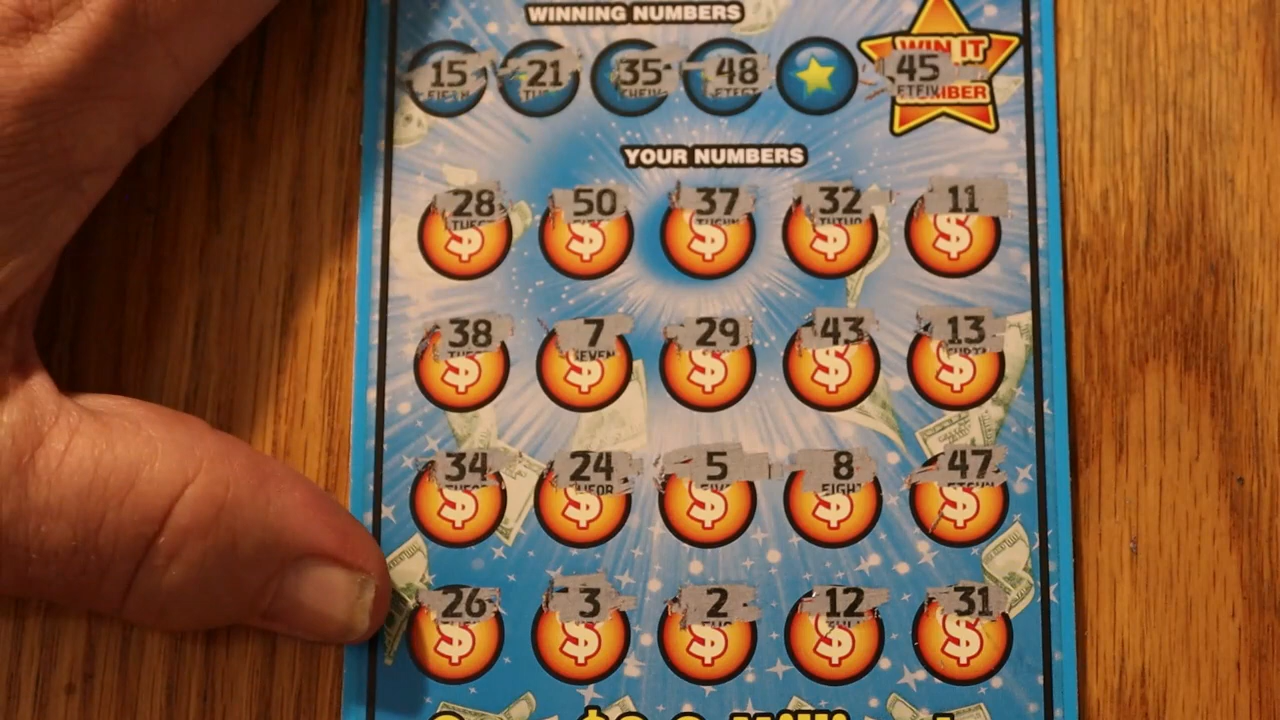 WINNING NUMBERS
15 21 35 48 45
WIN IT
YOUR NUMBERS
28 50 37 32 11
38 7 29 43 13
SEVEN
34 24 5 8 47
EIGHT
26 3 2 12 31